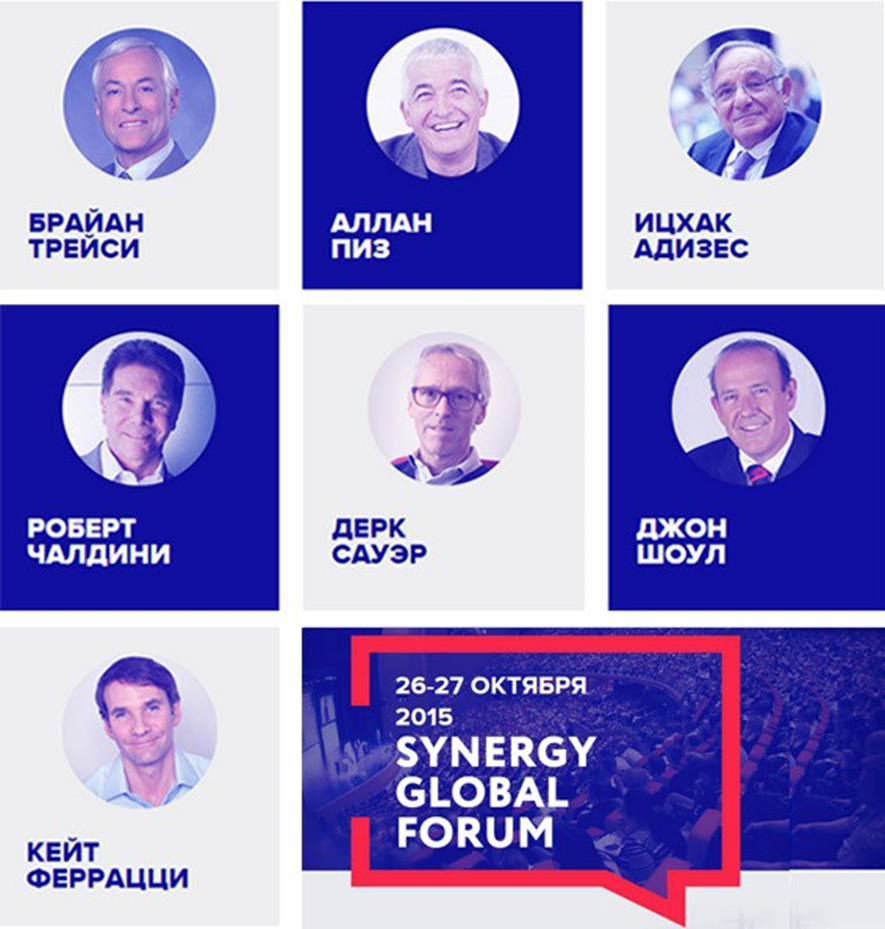 БРАЙАН
ТРЕЙСИ
АЛЛАН
ПИЗ
ИЦХАК
АДИЗЕС
РОБЕРТ
ЧАЛДИНИ
ДЕРК
САУЭР
ДЖОН
ШОУЛ
КЕЙТ
ФЕРРАЦЦИ
26-27 ОКТЯБРЯ
2015
SYNERGY
GLOBAL
FORUM